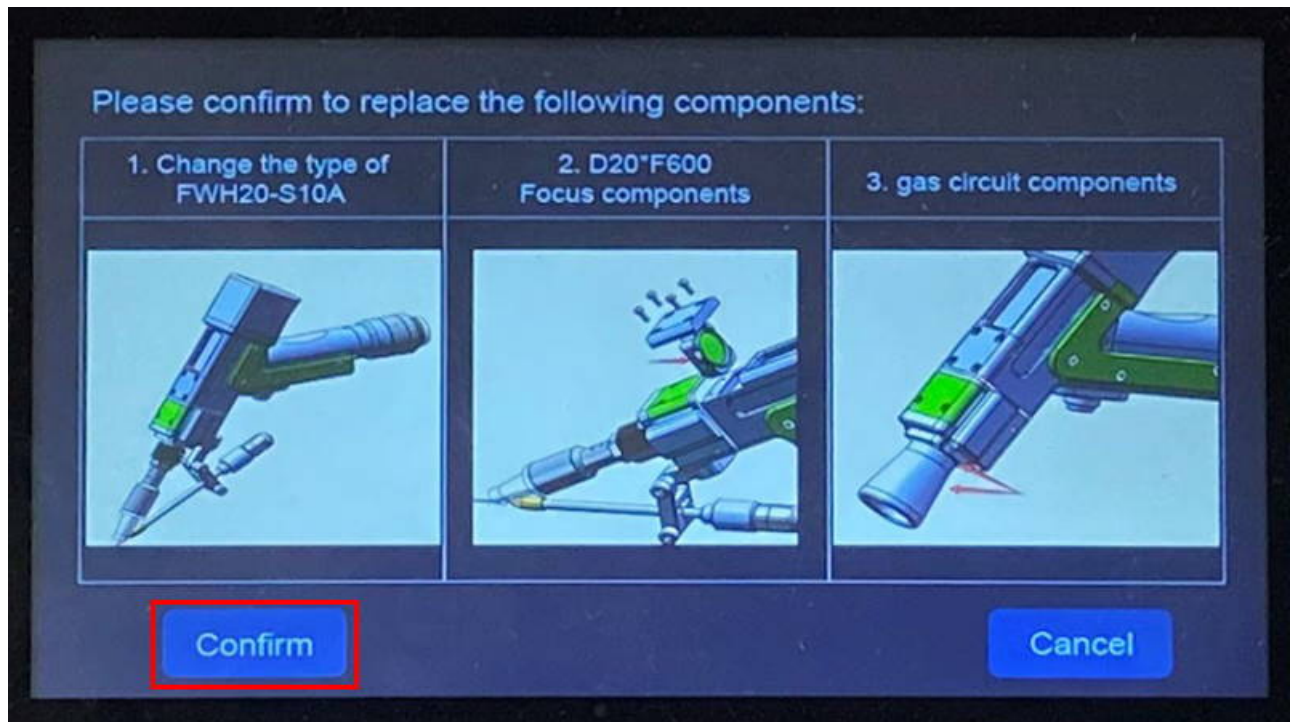 Please confirm to replace the following components:
1. Change the type of
FWH20-S10A
2. D20*F600
Focus components
3. gas circuit components
Confirm
Cancel